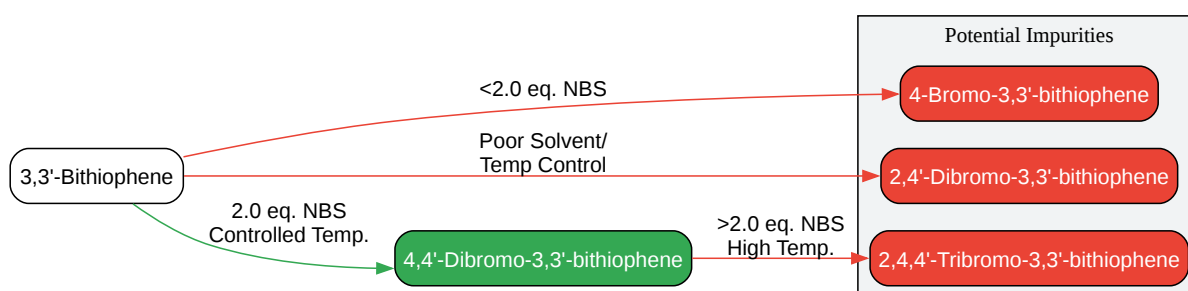 Potential Impurities
<2.0 eq. NBS
4-Bromo-3,3'-bithiophene
Poor Solvent/
Temp Control
3,3'-Bithiophene
2,4'-Dibromo-3,3'-bithiophene
2.0 eq. NBS
Controlled Temp.
4,4'-Dibromo-3,3'-bithiophene
>2.0 eq. NBS
High Temp.
2,4,4'-Tribromo-3,3'-bithiophene